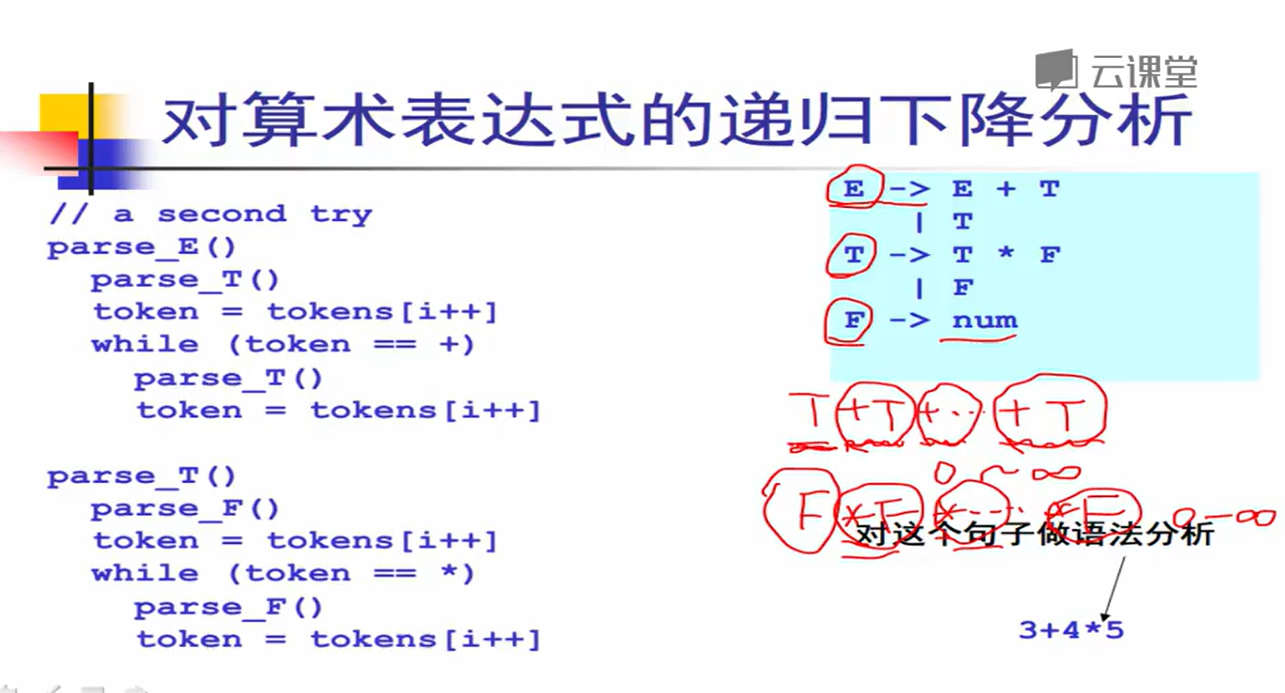 云课堂
对算术表达式的递归下降分析
// a second try
parse_E()
parse_T()
token = tokens[i++]
while (token == +)
parse_T()
token = tokens[i++]
parse_T()
parse_F()
token = tokens[i++]
while (token == *)
parse_F()
token = tokens[i++]
E -> E + T
| T
T -> T * F
| F
F -> num
T +T +... + T
0 ~ ∞
F *F *... *F 0-∞
对这个句子做语法分析
3+4*5